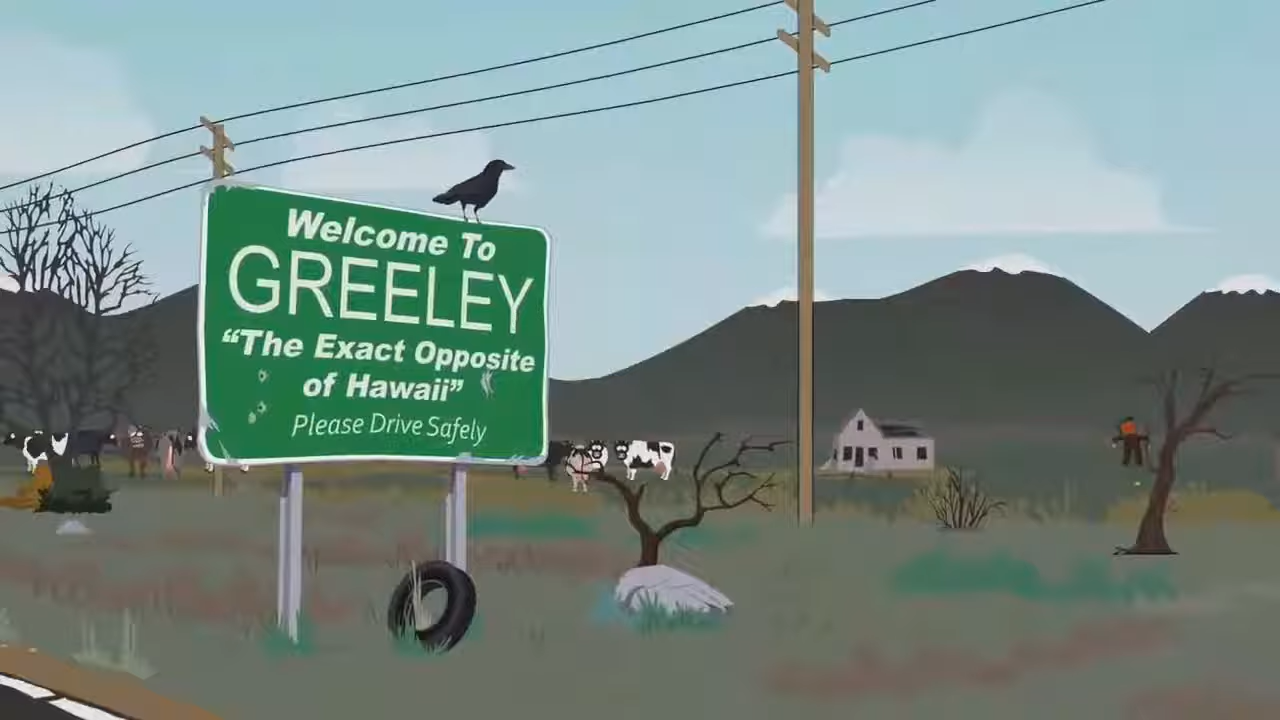 Welcome To
GREELEY
“The Exact Opposite
of Hawaii”
Please Drive Safely